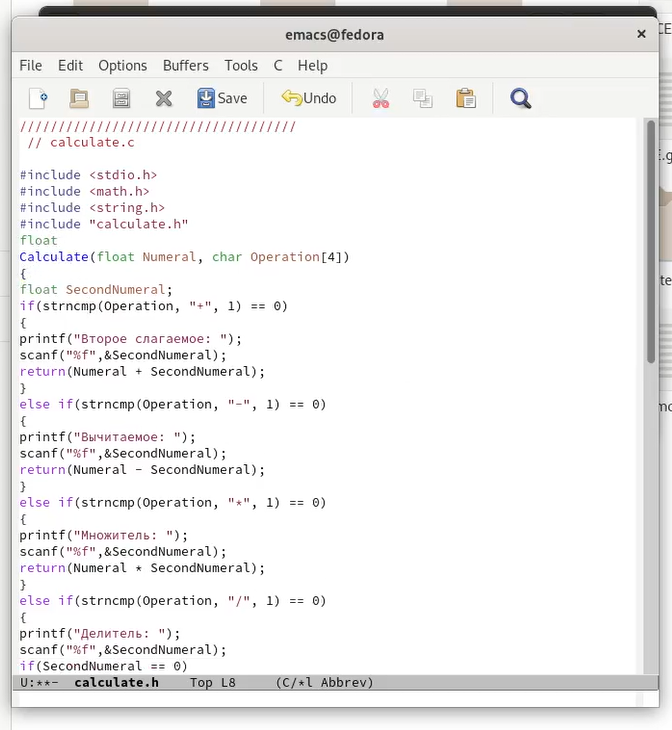 CE
emacs@fedora
×
File Edit Options Buffers Tools C Help
Save Undo
////////////////////////////////////
// calculate.c
#include <stdio.h>
#include <math.h>
#include <string.h>
#include "calculate.h"
float
Calculate(float Numeral, char Operation[4])
{
float SecondNumeral;
if(strncmp(Operation, "+", 1) == 0)
{
printf("Второе слагаемое: ");
scanf("%f",&SecondNumeral);
return(Numeral + SecondNumeral);
}
else if(strncmp(Operation, "-", 1) == 0)
{
printf("Вычитаемое: ");
scanf("%f",&SecondNumeral);
return(Numeral - SecondNumeral);
}
else if(strncmp(Operation, "*", 1) == 0)
{
printf("Множитель: ");
scanf("%f",&SecondNumeral);
return(Numeral * SecondNumeral);
}
else if(strncmp(Operation, "/", 1) == 0)
{
printf("Делитель: ");
scanf("%f",&SecondNumeral);
if(SecondNumeral == 0)
U:**- calculate.h Top L8 (C/*l Abbrev)